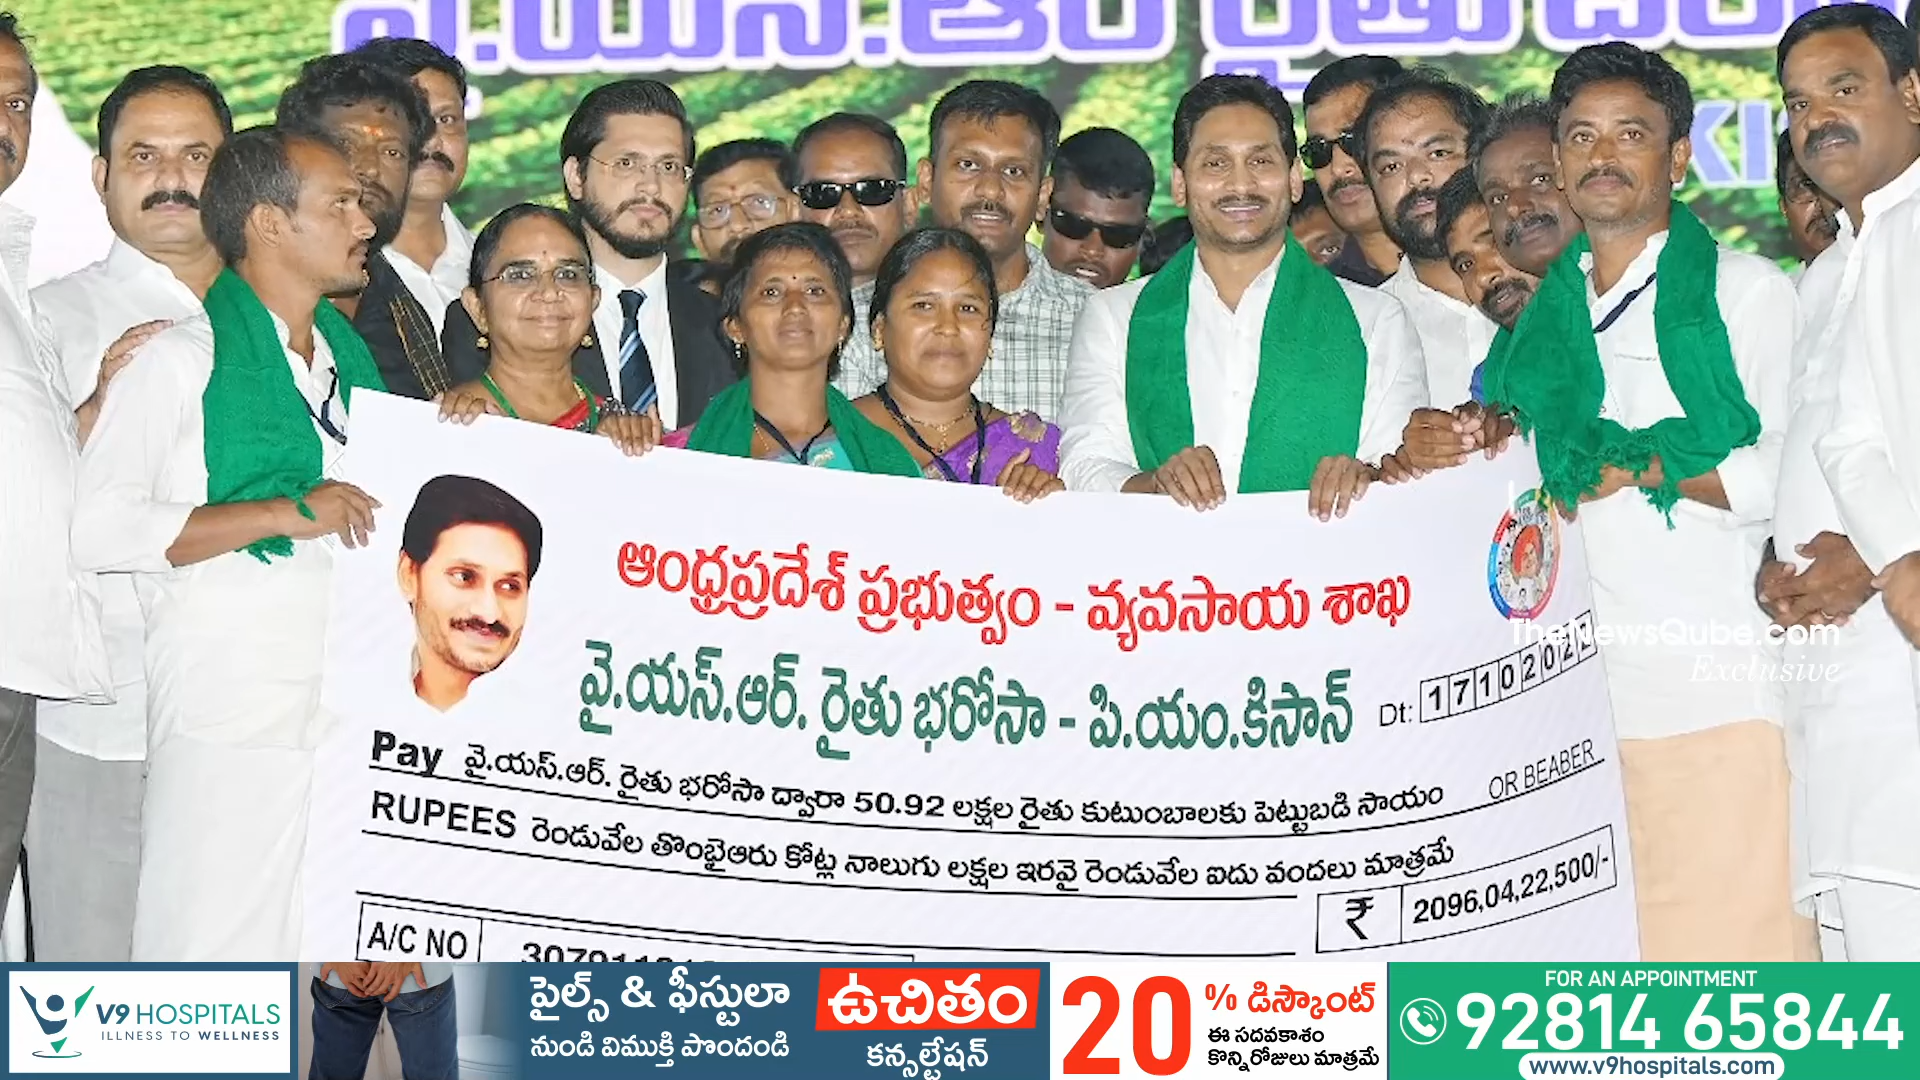 వై.యస్.ఆర్ రైతు
KIS
ఆంధ్రప్రదేశ్ ప్రభుత్వం - వ్యవసాయ శాఖ
వై.యస్.ఆర్. రైతు భరోసా - పి.యం.కిసాన్
Dt: 17102022
TheNewsQube.com
Exclusive
Pay వై.యస్.ఆర్. రైతు భరోసా ద్వారా 50.92 లక్షల రైతు కుటుంబాలకు పెట్టుబడి సాయం OR BEABER
RUPEES రెండువేల తొంభైఆరు కోట్ల నాలుగు లక్షల ఇరవై రెండువేల ఐదు వందలు మాత్రమే
₹ 2096,04,22,500/-
A/C NO
V9 HOSPITALS
ILLNESS TO WELLNESS
పైల్స్ & ఫీస్టులా
నుండి విముక్తి పొందండి
ఉచితం
కన్సల్టేషన్
20 % డిస్కౌంట్
ఈ సదవకాశం
కొన్నిరోజులు మాత్రమే
FOR AN APPOINTMENT
92814 65844
www.v9hospitals.com